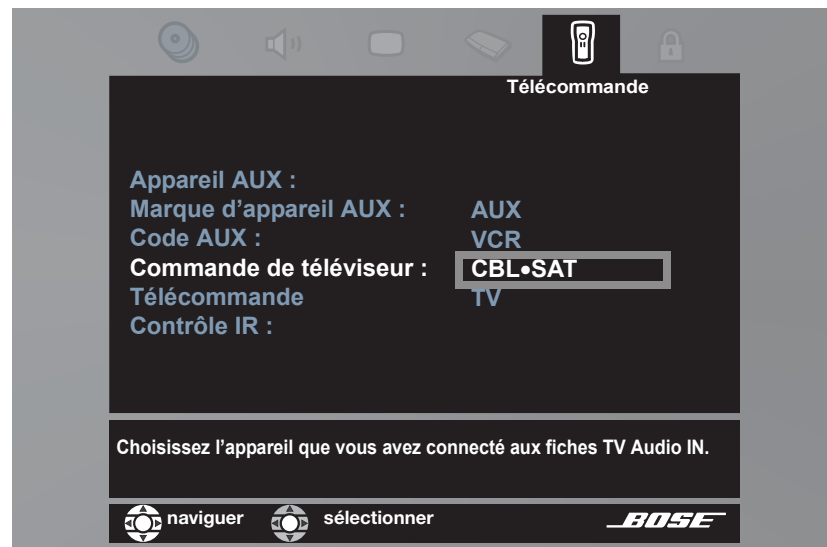 Télécommande
Appareil AUX :
Marque d’appareil AUX : AUX
Code AUX : VCR
Commande de téléviseur : CBL•SAT
Télécommande TV
Contrôle IR :
Choisissez l’appareil que vous avez connecté aux fiches TV Audio IN.
naviguer sélectionner BOSE